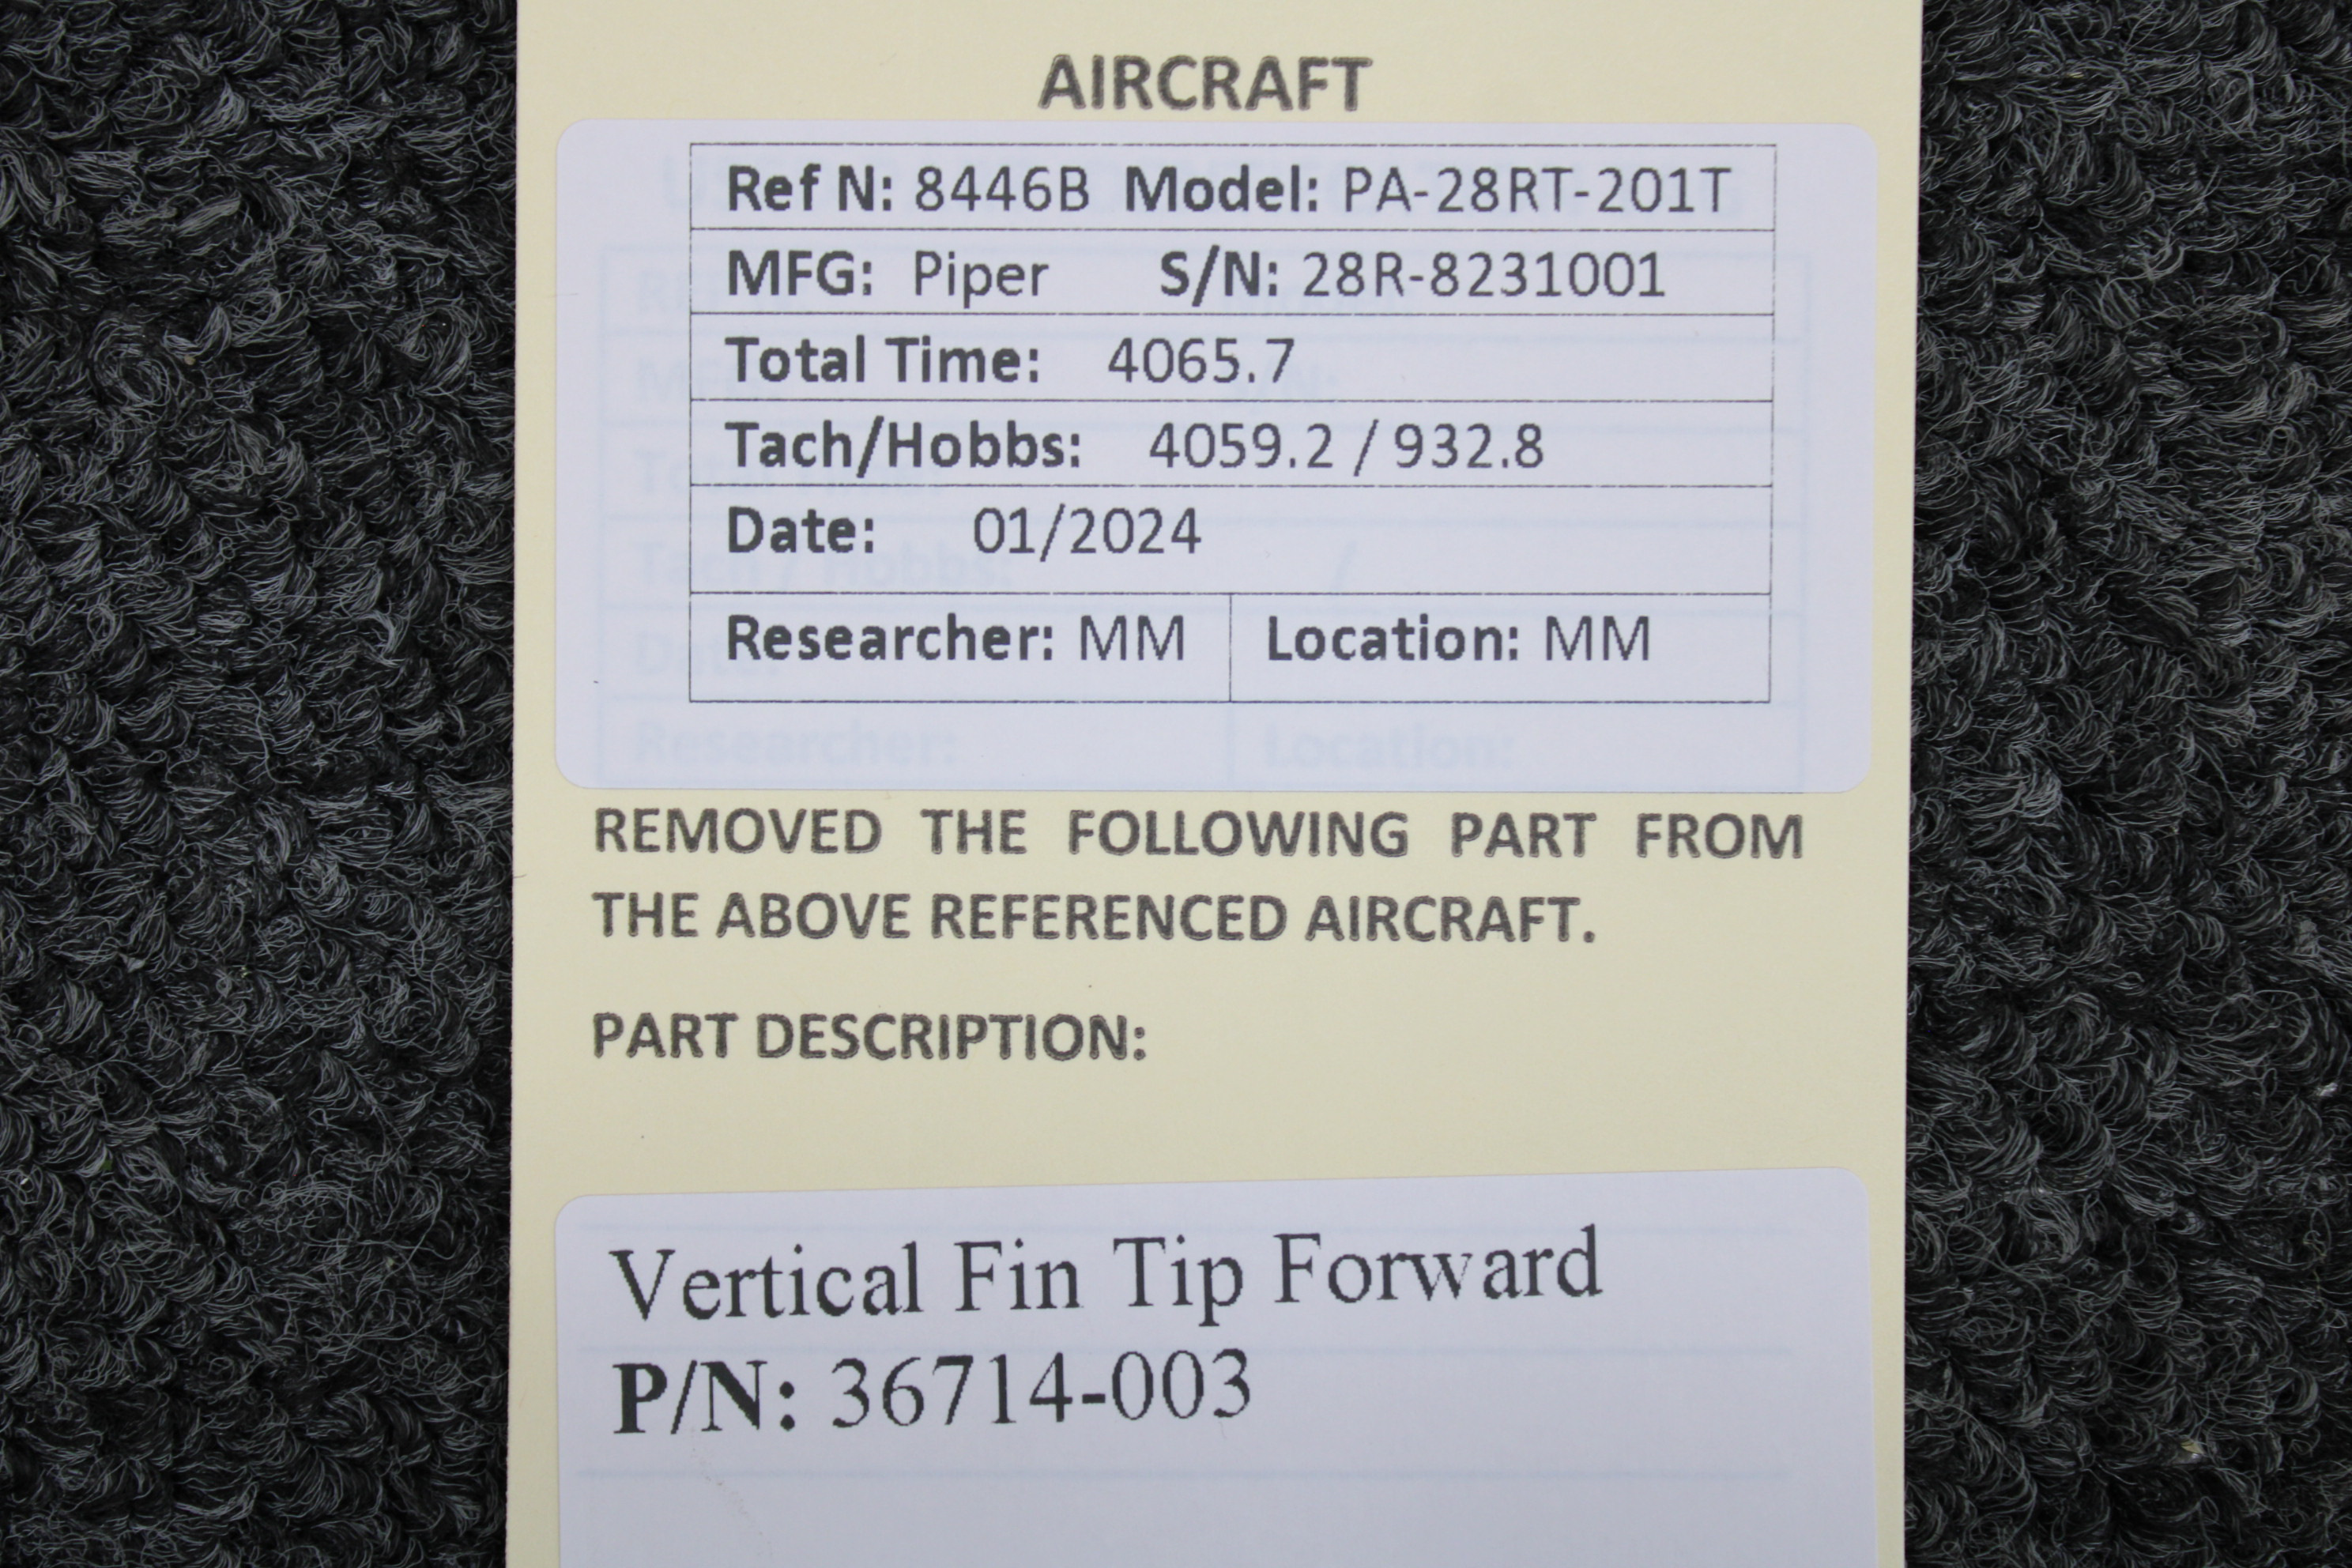 AIRCRAFT
Ref N: 8446B Model: PA-28RT-201T
MFG: Piper S/N: 28R-8231001
Total Time: 4065.7
Tach/Hobbs: 4059.2 / 932.8
Date: 01/2024
Researcher: MM Location: MM
Researcher: Location:
REMOVED THE FOLLOWING PART FROM
THE ABOVE REFERENCED AIRCRAFT.
PART DESCRIPTION:
Vertical Fin Tip Forward
P/N: 36714-003